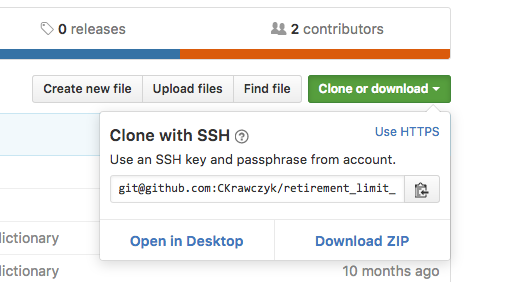 0 releases
2 contributors
Create new file
Upload files
Find file
Clone or download
Clone with SSH ?
Use HTTPS
Use an SSH key and passphrase from account.
git@github.com:CKrawczyk/retirement_limit_
Open in Desktop
Download ZIP
lictionary
lictionary
10 months ago